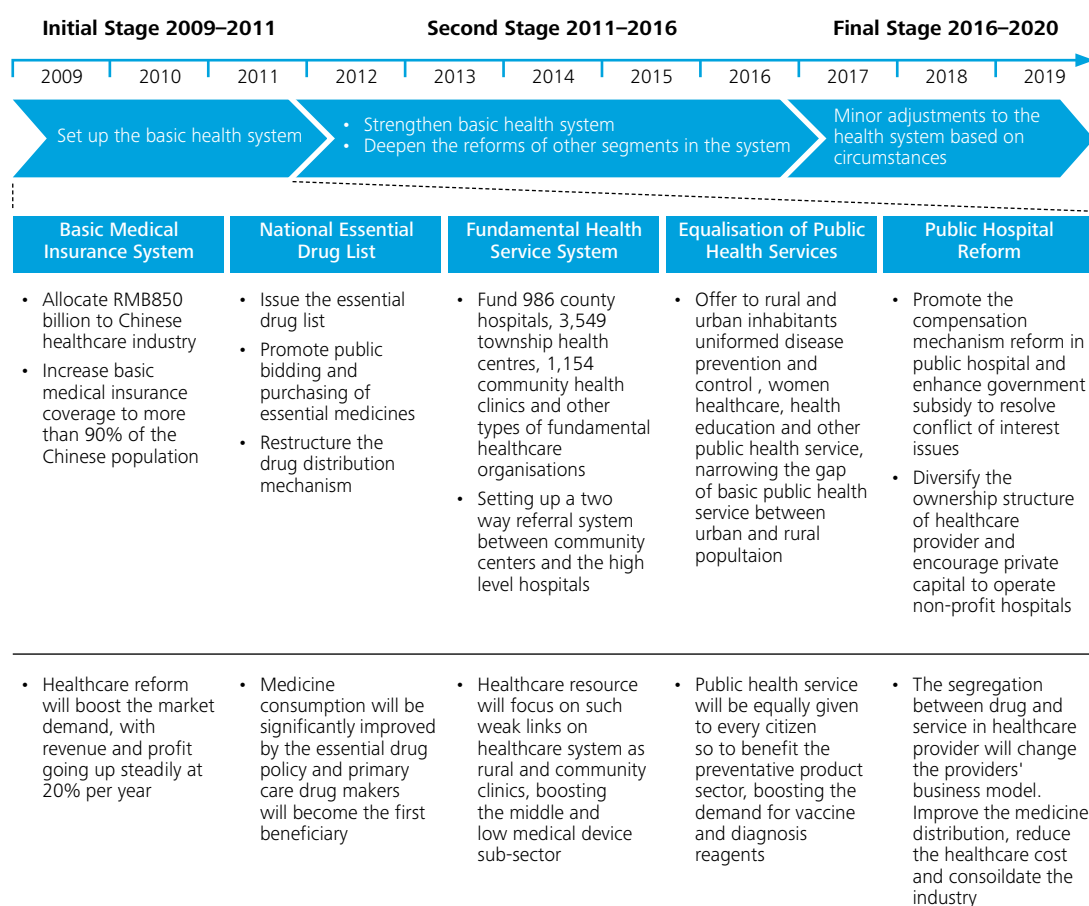 Initial Stage 2009–2011
Second Stage 2011–2016
Final Stage 2016–2020
2009
2010
2011
2012
2013
2014
2015
2016
2017
2018
2019
Set up the basic health system
• Strengthen basic health system
• Deepen the reforms of other segments in the system
Minor adjustments to the
health system based on
circumstances
Basic Medical
Insurance System
• Allocate RMB850
billion to Chinese
healthcare industry
• Increase basic
medical insurance
coverage to more
than 90% of the
Chinese population
National Essential
Drug List
• Issue the essential
drug list
• Promote public
bidding and
purchasing of
essential medicines
• Restructure the
drug distribution
mechanism
Fundamental Health
Service System
• Fund 986 county
hospitals, 3,549
township health
centres, 1,154
community health
clinics and other
types of fundamental
healthcare
organisations
• Setting up a two
way referral system
between community
centers and the high
level hospitals
Equalisation of Public
Health Services
• Offer to rural and
urban inhabitants
uniformed disease
prevention and
control , women
healthcare, health
education and other
public health service,
narrowing the gap
of basic public health
service between
urban and rural
popultaion
Public Hospital
Reform
• Promote the
compensation
mechanism reform in
public hospital and
enhance government
subsidy to resolve
conflict of interest
issues
• Diversify the
ownership structure
of healthcare
provider and
encourage private
capital to operate
non-profit hospitals
• Healthcare reform
will boost the market
demand, with
revenue and profit
going up steadily at
20% per year
• Medicine
consumption will be
significantly improved
by the essential drug
policy and primary
care drug makers
will become the first
beneficiary
• Healthcare resource
will focus on such
weak links on
healthcare system as
rural and community
clinics, boosting
the middle and
low medical device
sub-sector
• Public health service
will be equally given
to every citizen
so to benefit the
preventative product
sector, boosting the
demand for vaccine
and diagnosis
reagents
• The segregation
between drug and
service in healthcare
provider will change
the providers'
business model.
Improve the medicine
distribution, reduce
the healthcare cost
and consoildate the
industry